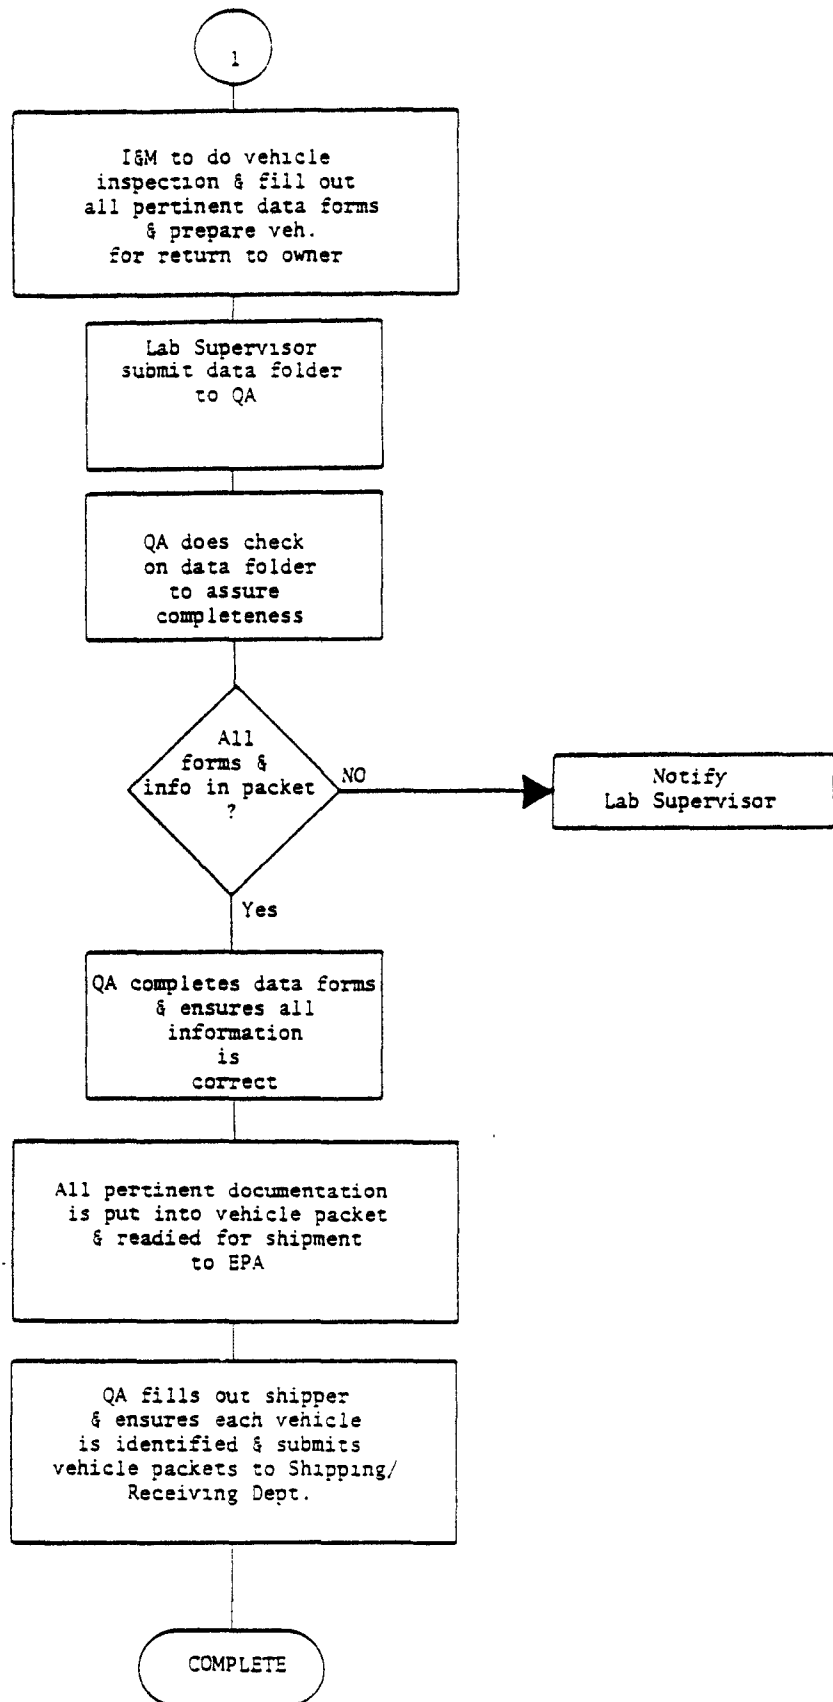 1
I&M to do vehicle
inspection & fill out
all pertinent data forms
& prepare veh.
for return to owner
Lab Supervisor
submit data folder
to QA
QA does check
on data folder
to assure
completeness
All
forms &
info in packet
?
NO
Notify
Lab Supervisor
Yes
QA completes data forms
& ensures all
information
is
correct
All pertinent documentation
is put into vehicle packet
& readied for shipment
to EPA
QA fills out shipper
& ensures each vehicle
is identified & submits
vehicle packets to Shipping/
Receiving Dept.
COMPLETE